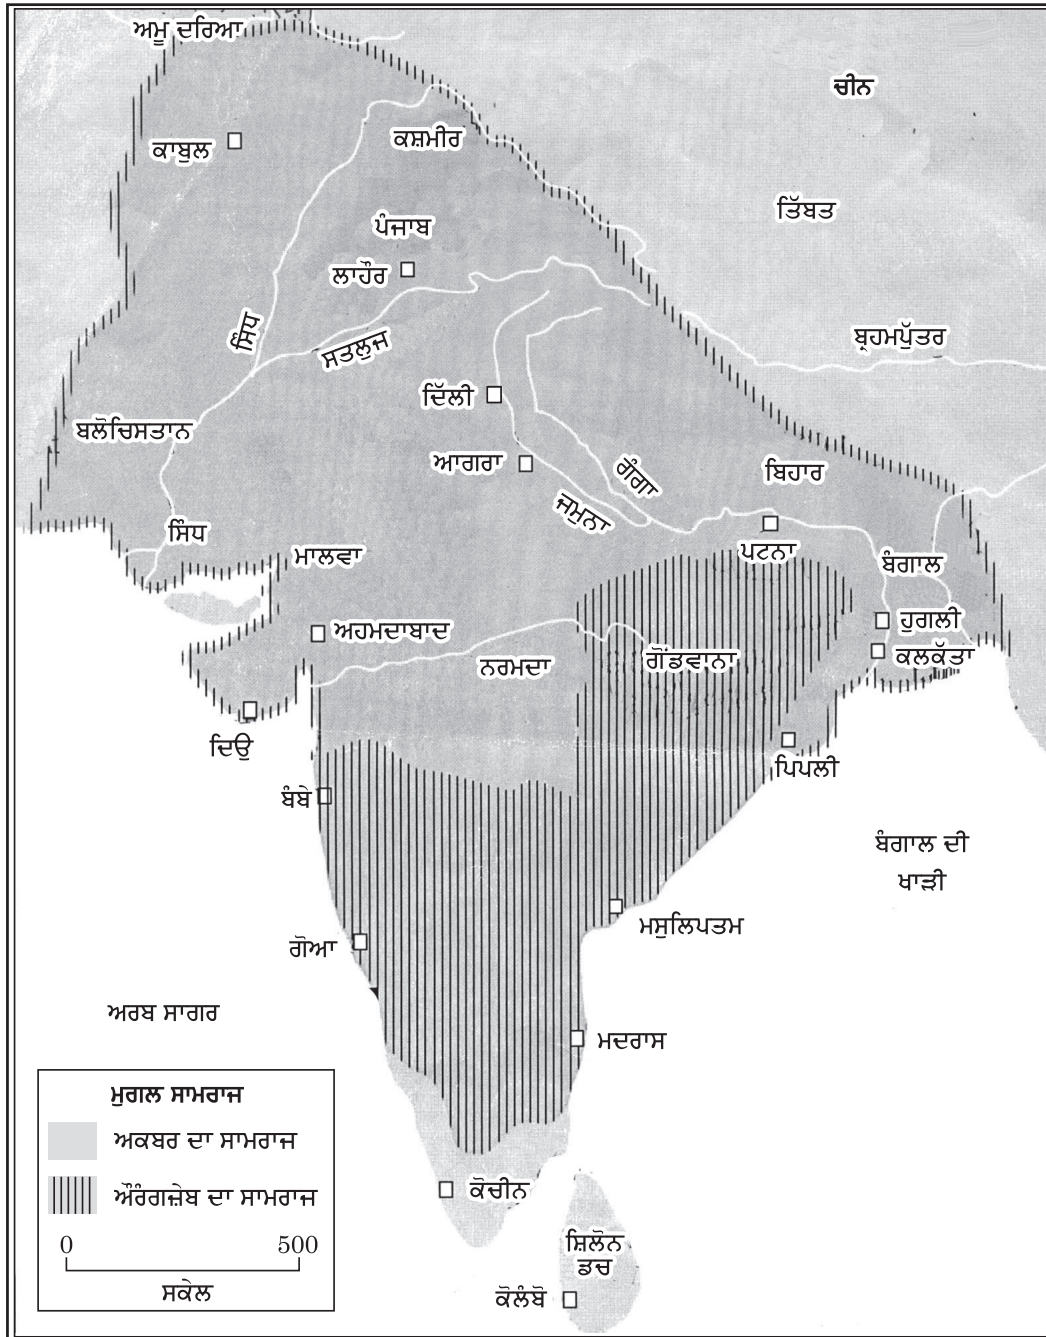 ਅਮੂ ਦਰਿਆ
ਚੀਨ
ਕਾਬੁਲ
ਕਸ਼ਮੀਰ
ਤਿੱਬਤ
ਪੰਜਾਬ
ਲਾਹੌਰ
ਸਿੰਧ
ਸਤਲੁਜ
ਬ੍ਰਹਮਪੁੱਤਰ
ਦਿੱਲੀ
ਬਲੋਚਿਸਤਾਨ
ਆਗਰਾ
ਗੰਗਾ
ਬਿਹਾਰ
ਜਮੁਨਾ
ਸਿੰਧ
ਮਾਲਵਾ
ਪਟਨਾ
ਬੰਗਾਲ
ਹੁਗਲੀ
ਅਹਮਦਾਬਾਦ
ਕਲਕੱਤਾ
ਨਰਮਦਾ
ਗੋਂਡਵਾਨਾ
ਦਿਉ
ਪਿਪਲੀ
ਬੰਬੇ
ਬੰਗਾਲ ਦੀ
ਖਾੜੀ
ਮਸੁਲਿਪਤਮ
ਗੋਆ
ਅਰਬ ਸਾਗਰ
ਮਦਰਾਸ
ਮੁਗਲ ਸਾਮਰਾਜ
ਅਕਬਰ ਦਾ ਸਾਮਰਾਜ
ਔਰੰਗਜ਼ੇਬ ਦਾ ਸਾਮਰਾਜ
0 500
ਸਕੇਲ
ਕੋਚੀਨ
ਸ਼ਿਲੋਨ
ਡਚ
ਕੋਲੰਬੋ